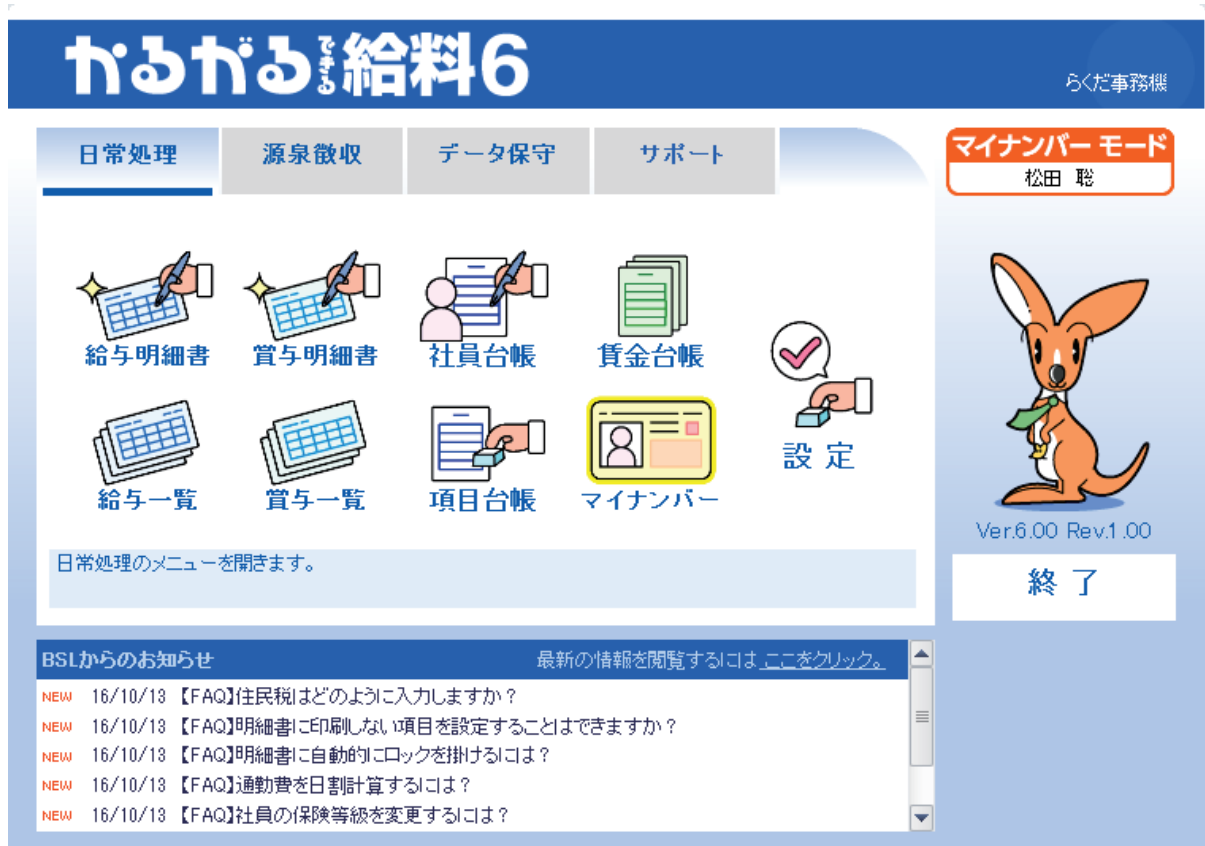 かるがるできる給料6
らくだ事務機
日常処理
源泉徴収
データ保守
サポート
マイナンバー モード
松田 聡
給与明細書
賞与明細書
社員台帳
賃金台帳
給与一覧
賞与一覧
項目台帳
マイナンバー
設定
Ver.6.00 Rev.1.00
日常処理のメニューを開きます。
終了
BSLからのお知らせ
最新の情報を閲覧するには ここをクリック。
NEW 16/10/13 【FAQ】住民税はどのように入力しますか？
NEW 16/10/13 【FAQ】明細書に印刷しない項目を設定することはできますか？
NEW 16/10/13 【FAQ】明細書に自動的にロックを掛けるには？
NEW 16/10/13 【FAQ】通勤費を日割計算するには？
NEW 16/10/13 【FAQ】社員の保険等級を変更するには？